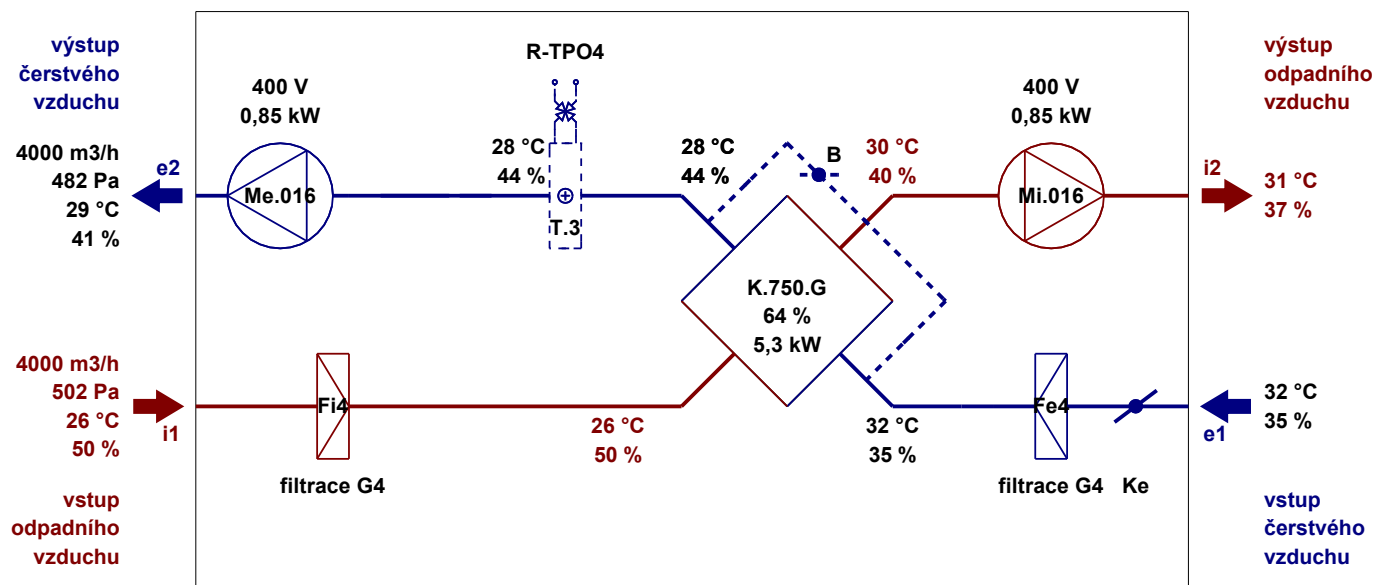 výstup
čerstvého
vzduchu
R-TPO4
výstup
odpadního
vzduchu
400 V
0,85 kW
400 V
0,85 kW
4000 m3/h
482 Pa
29 °C
41 %
e2
Me.016
28 °C
44 %
T.3
28 °C
44 %
B
30 °C
40 %
Mi.016
i2
31 °C
37 %
K.750.G
64 %
5,3 kW
4000 m3/h
502 Pa
26 °C
50 %
i1
Fi4
26 °C
50 %
32 °C
35 %
Fe4
e1
32 °C
35 %
filtrace G4
filtrace G4
Ke
vstup
odpadního
vzduchu
vstup
čerstvého
vzduchu